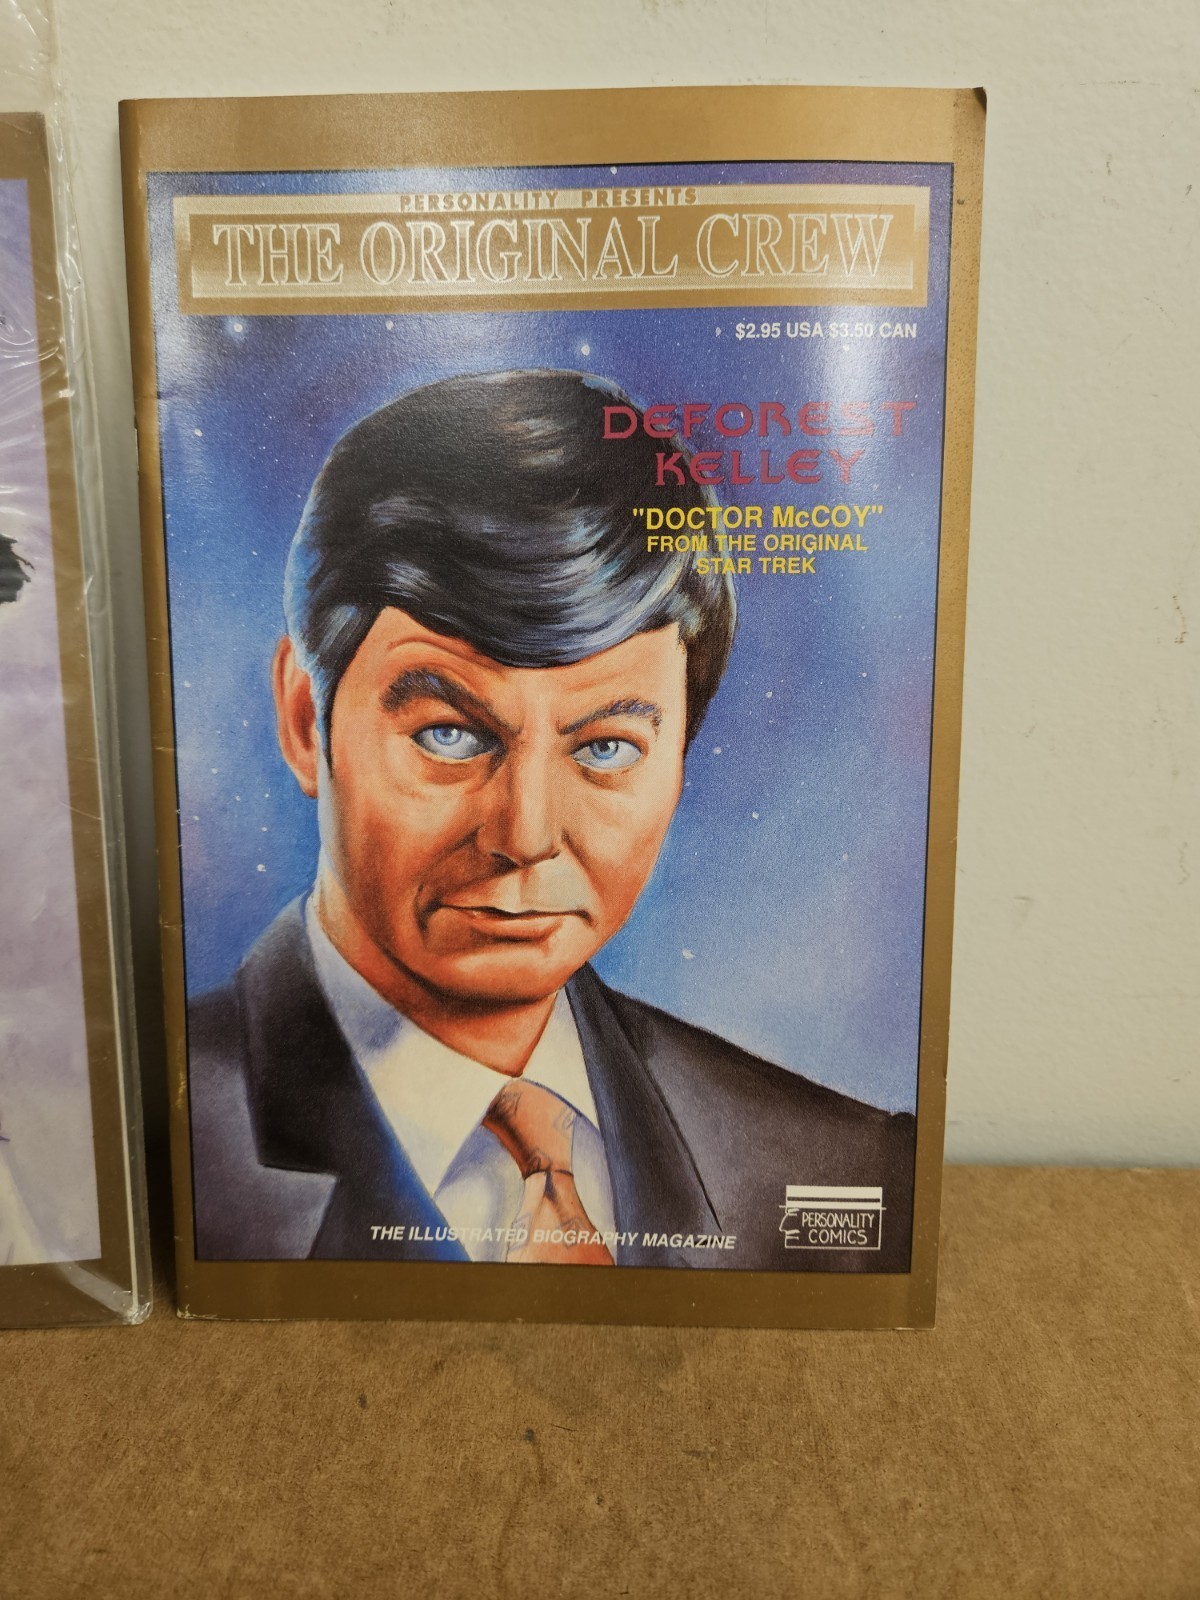 PERSONALITY PRESENTS
THE ORIGINAL CREW
$2.95 USA $3.50 CAN
DEFOREST
KELLEY
"DOCTOR McCOY"
FROM THE ORIGINAL
STAR TREK
THE ILLUSTRATED BIOGRAPHY MAGAZINE
PERSONALITY
COMICS